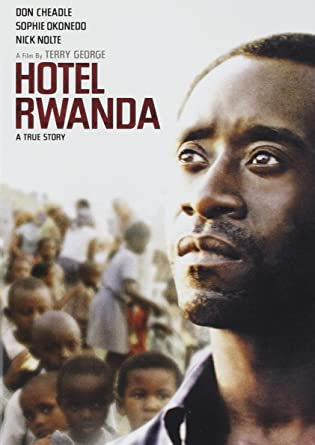 DON CHEADLE
SOPHIE OKONEDO
NICK NOLTE
A Film By TERRY GEORGE
HOTEL
RWANDA
A TRUE STORY